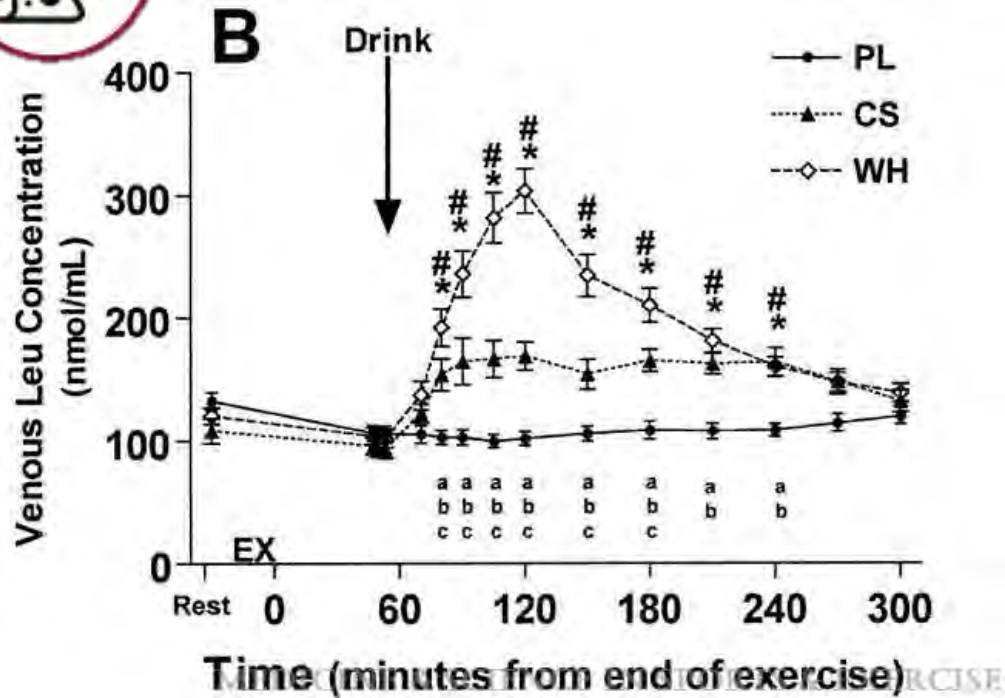 B
Drink
PL
CS
WH
Venous Leu Concentration
(nmol/mL)
400
300
200
100
0
# # # # # # # #
* * * * * * * *
a a a a a a a a
b b b b b b b b
c c c c c c
EX
Rest 0 60 120 180 240 300
Time (minutes from end of exercise)